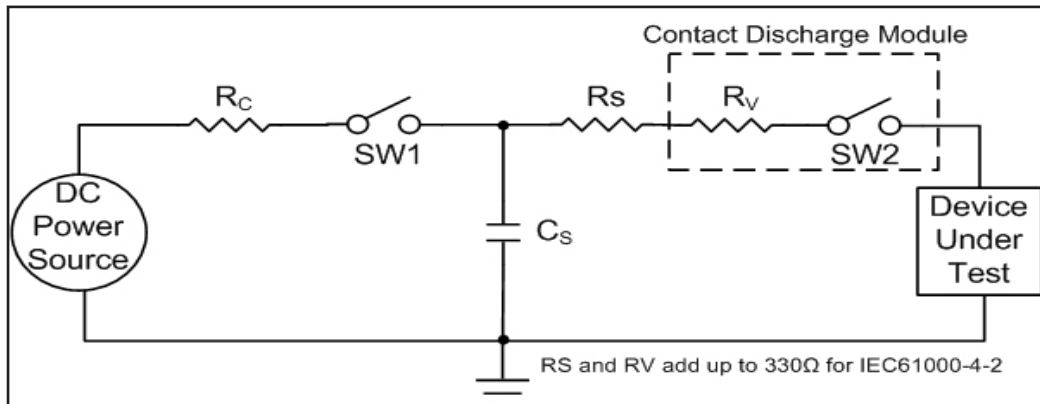 Contact Discharge Module
RC
SW1
RS
RV
SW2
DC
Power
Source
CS
Device
Under
Test
RS and RV add up to 330Ω for IEC61000-4-2